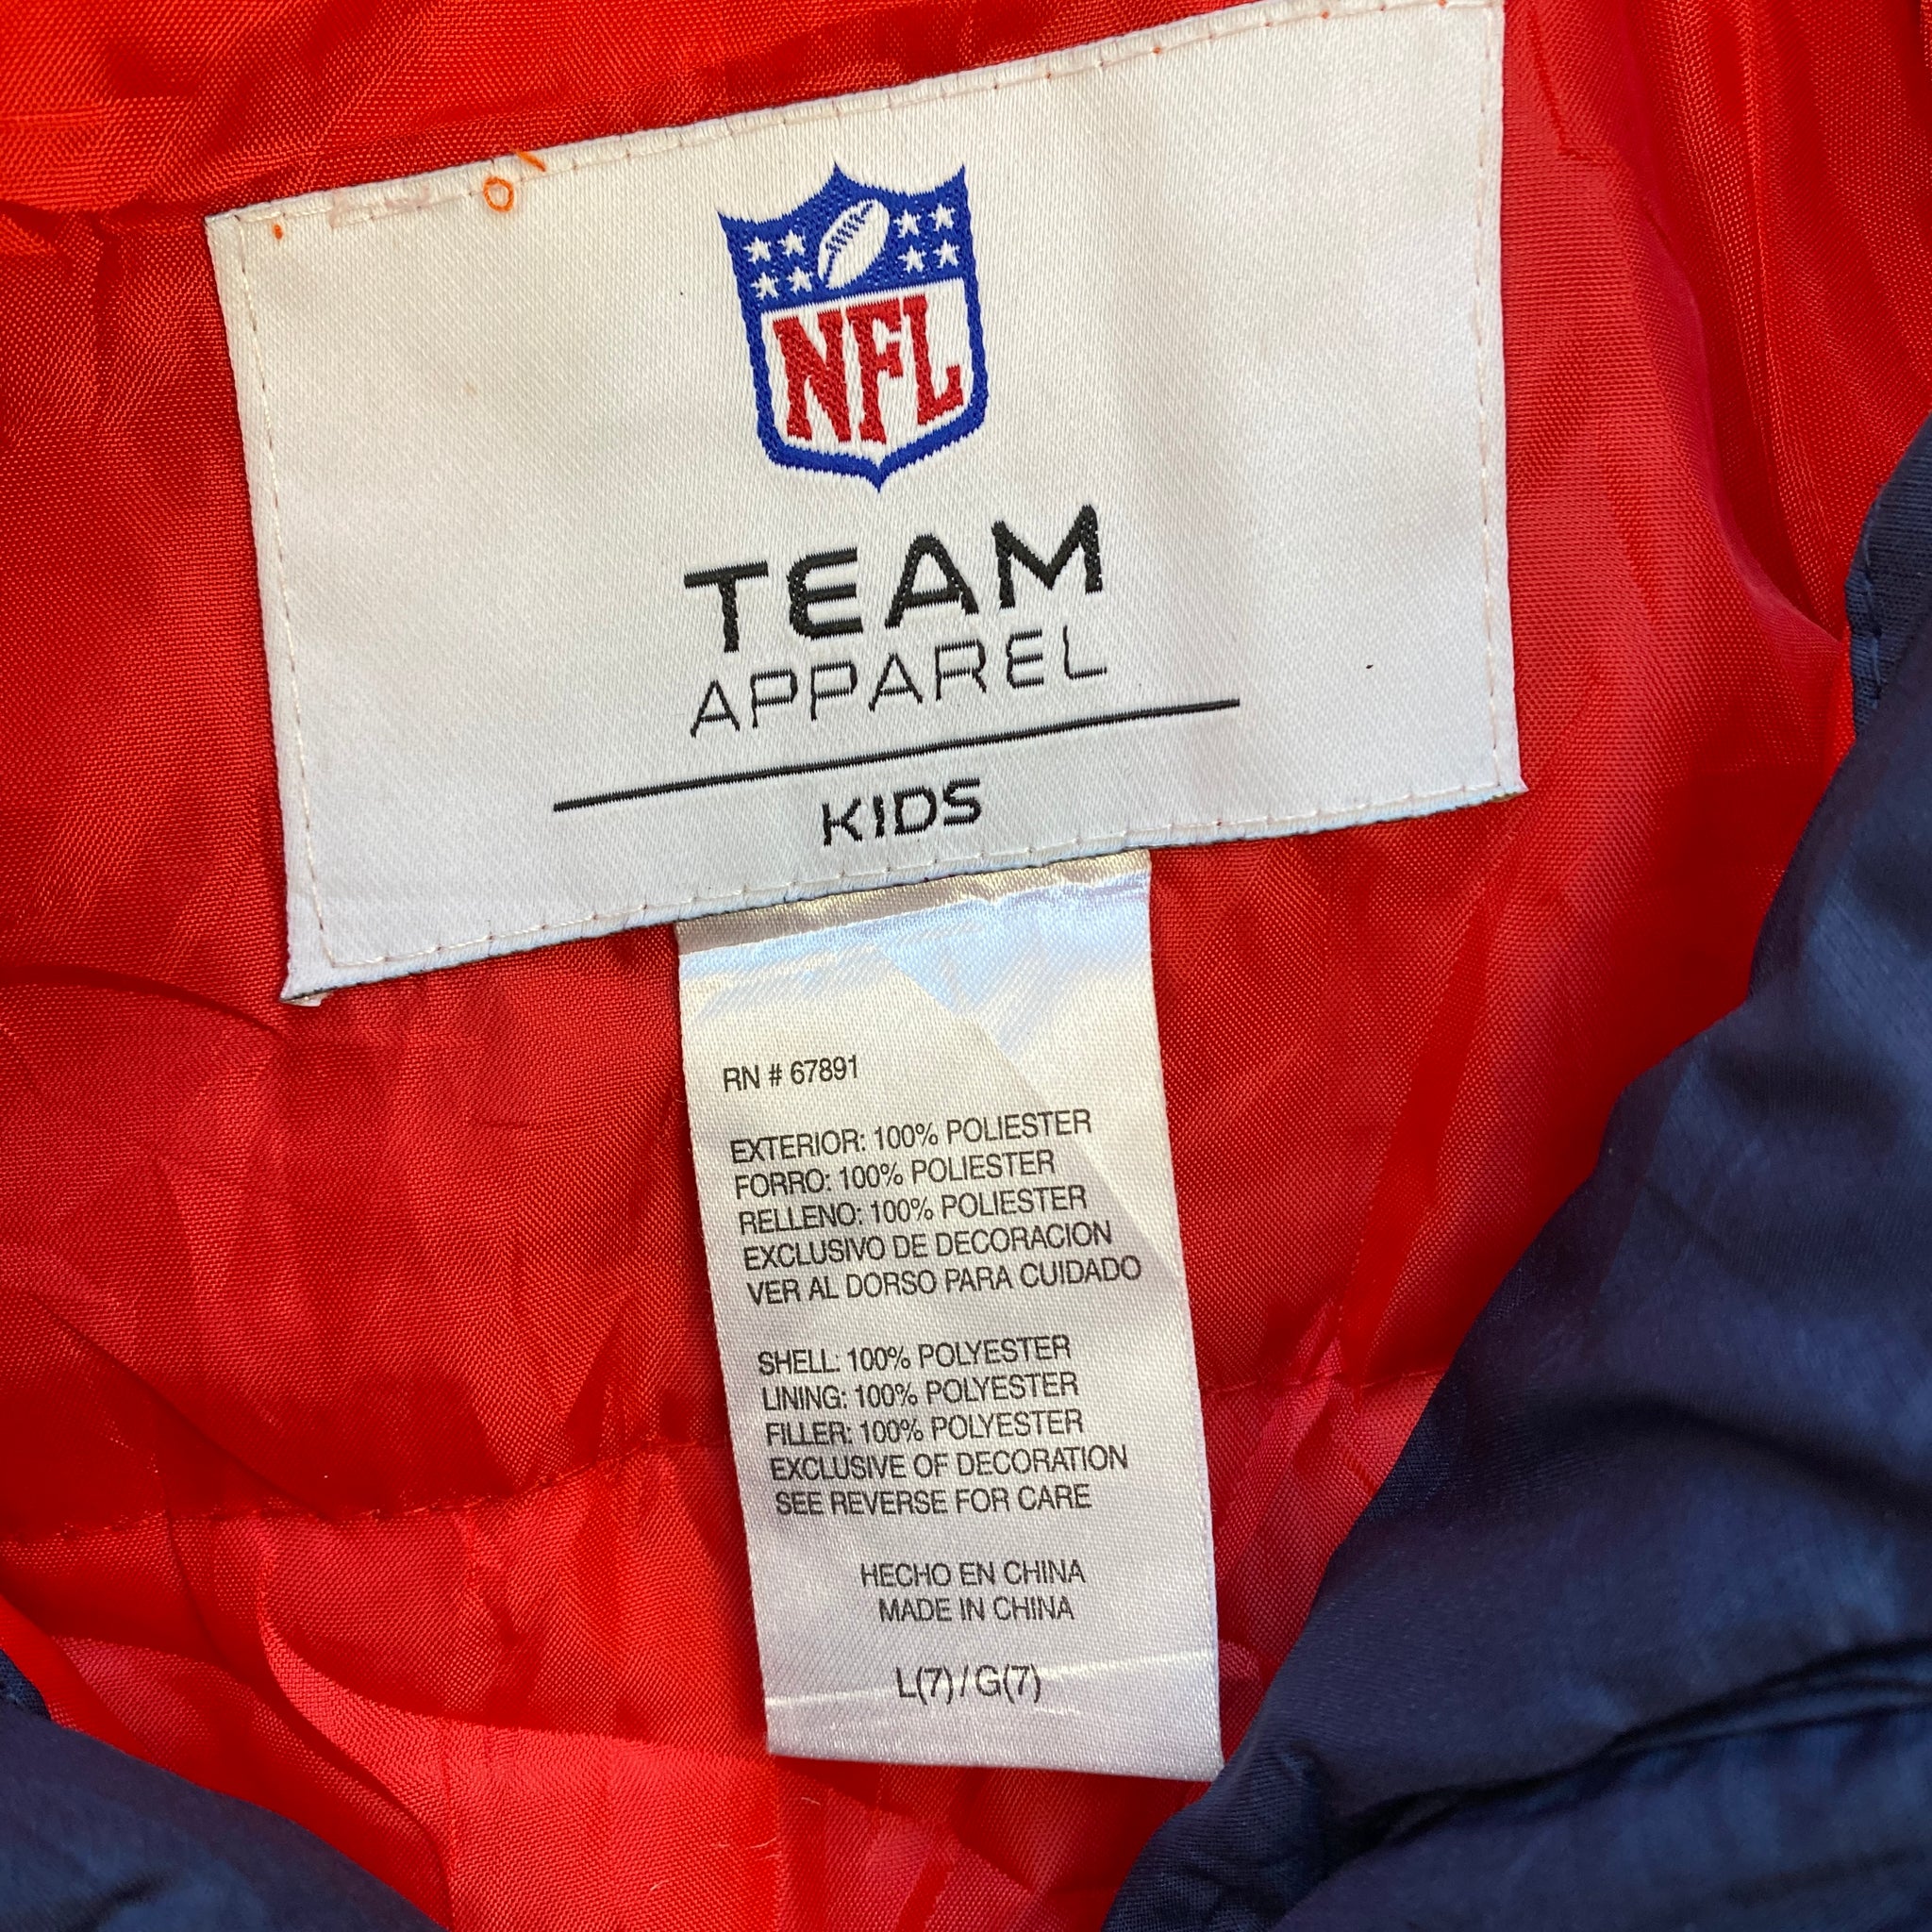 NFL
TEAM
APPAREL
KIDS
RN # 67891
EXTERIOR: 100% POLIESTER
FORRO: 100% POLIESTER
RELLENO: 100% POLIESTER
EXCLUSIVO DE DECORACION
VER AL DORSO PARA CUIDADO
SHELL: 100% POLYESTER
LINING: 100% POLYESTER
FILLER: 100% POLYESTER
EXCLUSIVE OF DECORATION
SEE REVERSE FOR CARE
HECHO EN CHINA
MADE IN CHINA
L(7) / G(7)